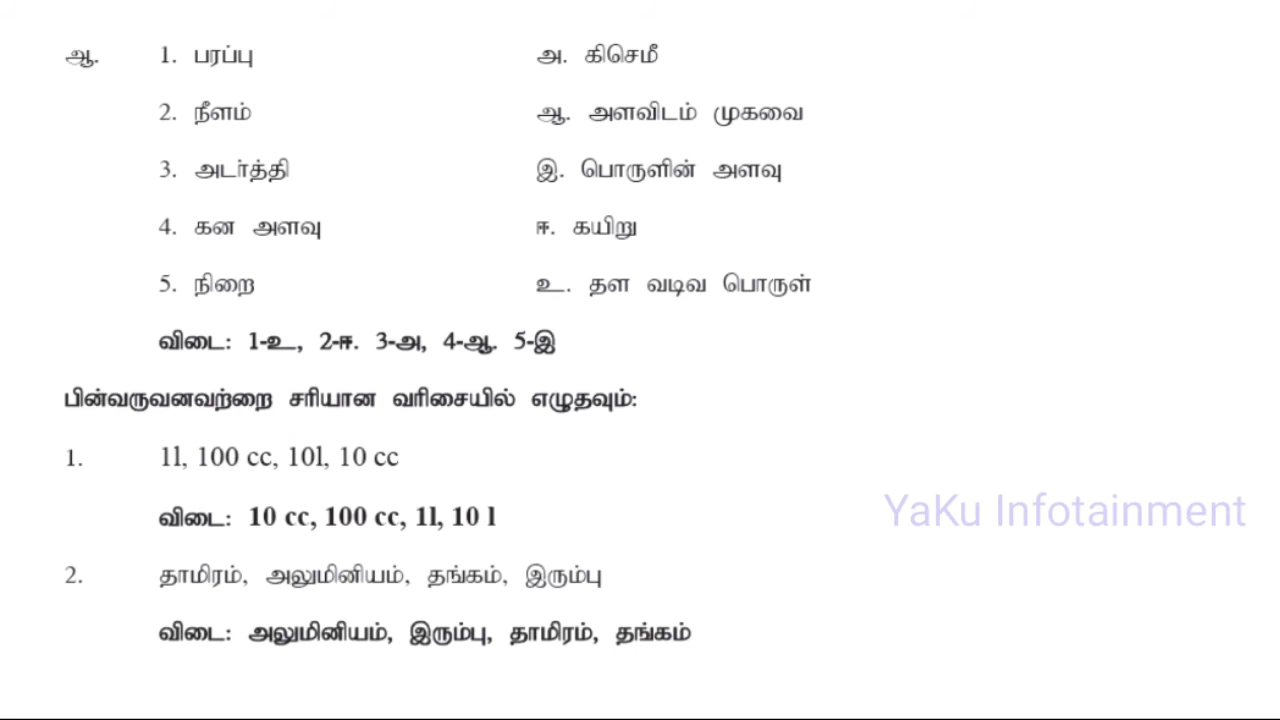 ஆ. 1. பரப்பு அ. கிசெமீ
2. நீளம் ஆ. அளவிடம் முகவை
3. அடர்த்தி இ. பொருளின் அளவு
4. கன அளவு ஈ. கயிறு
5. நிறை உ. தள வடிவ பொருள்
விடை: 1-உ, 2-ஈ. 3-அ, 4-ஆ. 5-இ
பின்வருவனவற்றை சரியான வரிசையில் எழுதவும்:
1. 1l, 100 cc, 10l, 10 cc
விடை: 10 cc, 100 cc, 1l, 10 l
YaKu Infotainment
2. தாமிரம், அலுமினியம், தங்கம், இரும்பு
விடை: அலுமினியம், இரும்பு, தாமிரம், தங்கம்